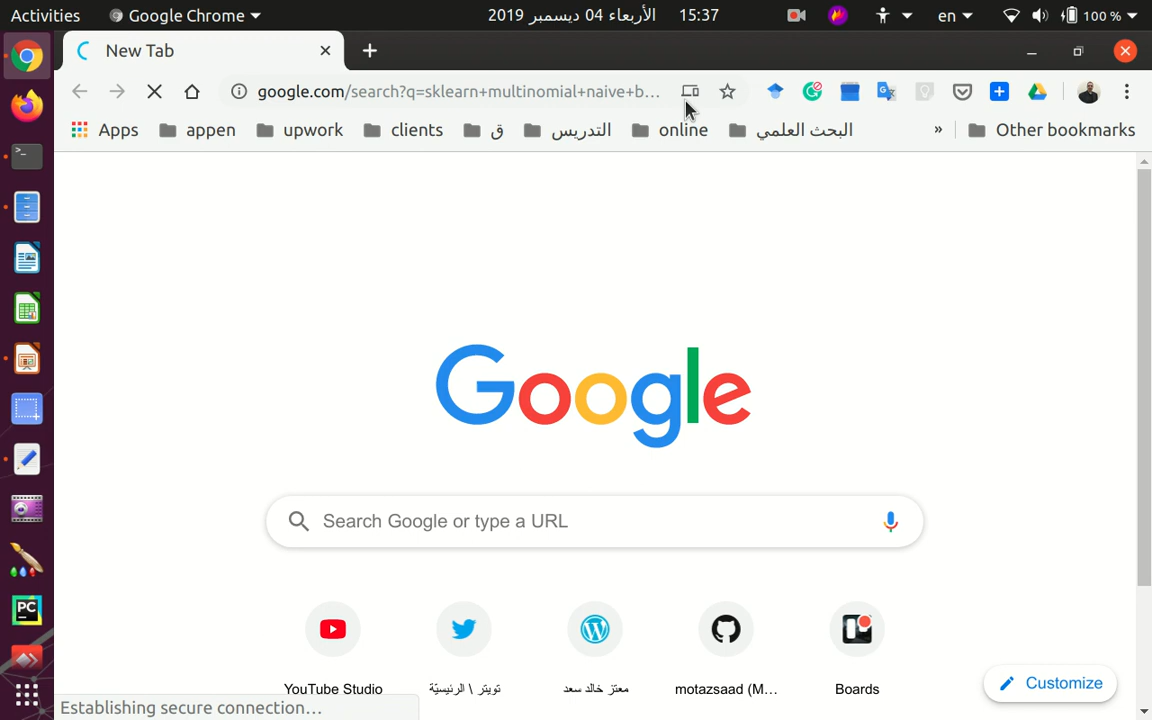 Activities Google Chrome الأربعاء 04 ديسمبر 2019 15:37 en 100 %
New Tab
google.com/search?q=sklearn+multinomial+naive+b...
Apps appen upwork clients ق التدريس online البحث العلمي » Other bookmarks
Google
Search Google or type a URL
YouTube Studio تويتر \ الرئيسيّة معتز خالد سعد motazsaad (M... Boards
Customize
Establishing secure connection...
PC